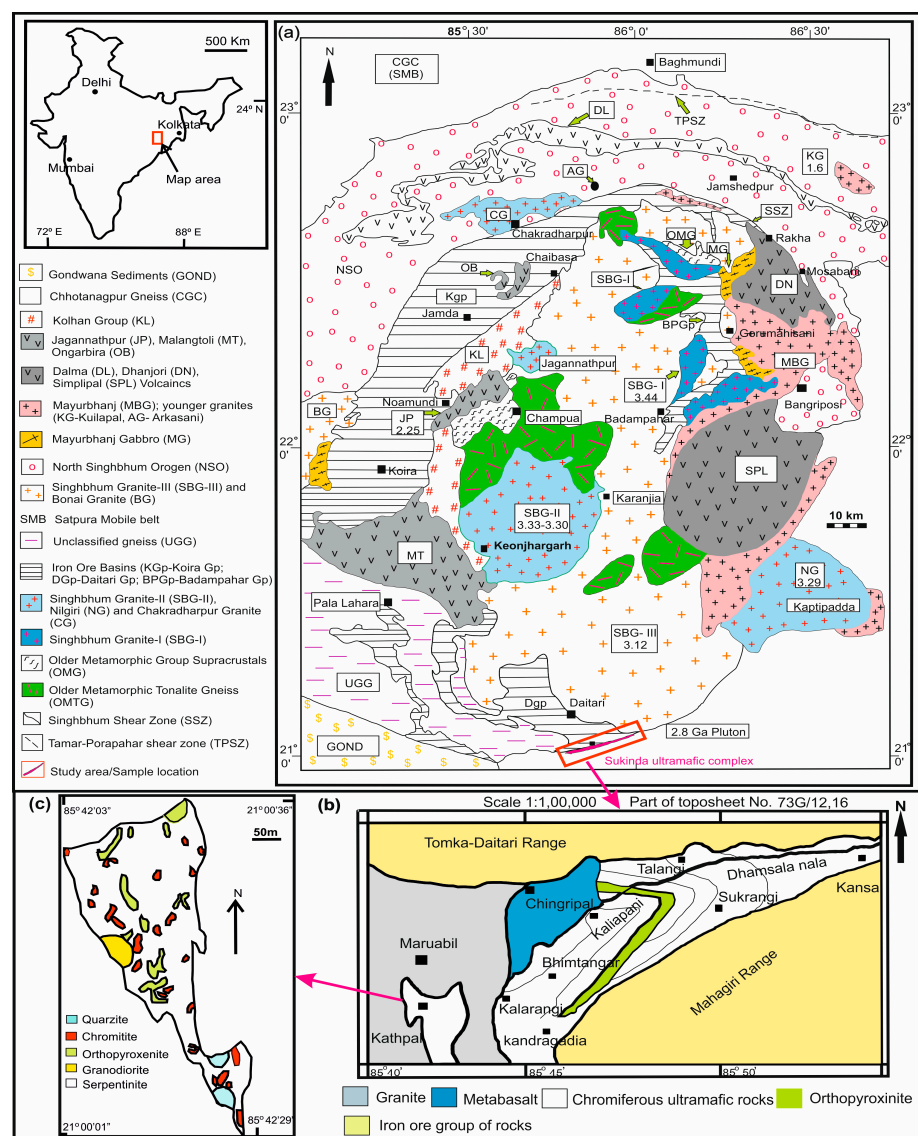 500 Km
Delhi
24° N
Kolkata
Mumbai
Map area
72° E
88° E
$ Gondwana Sediments (GOND)
Chhotanagpur Gneiss (CGC)
Kolhan Group (KL)
Jagannathpur (JP), Malangtoli (MT),
Ongarbira (OB)
Dalma (DL), Dhanjori (DN),
Simplipal (SPL) Volcaincs
Mayurbhanj (MBG); younger granites
(KG-Kuilapal, AG- Arkasani)
Mayurbhanj Gabbro (MG)
North Singhbhum Orogen (NSO)
Singhbhum Granite-III (SBG-III) and
Bonai Granite (BG)
SMB Satpura Mobile belt
Unclassified gneiss (UGG)
Iron Ore Basins (KGp-Koira Gp;
DGp-Daitari Gp; BPGp-Badampahar Gp)
Singhbhum Granite-II (SBG-II),
Nilgiri (NG) and Chakradharpur Granite
(CG)
Singhbhum Granite-I (SBG-I)
Older Metamorphic Group Supracrustals
(OMG)
Older Metamorphic Tonalite Gneiss
(OMTG)
Singhbhum Shear Zone (SSZ)
Tamar-Porapahar shear zone (TPSZ)
Study area/Sample location
(a)
85° 30'
86° 0'
86° 30'
N
CGC
(SMB)
Baghmundi
23°
0'
23°
0'
DL
TPSZ
KG
1.6
AG
Jamshedpur
CG
SSZ
Chakradharpur
OMG
MG
Rakha
NSO
OB
Chaibasa
SBG-I
DN
Mosabani
Kgp
Jamda
BPGp
Gorumahisani
KL
Jagannathpur
MBG
SBG- I
3.44
BG
Noamundi
JP
2.25
Champua
Badampahar
Bangriposi
22°
0'
22°
0'
Koira
SPL
SBG-II
3.33-3.30
Karanjia
10 km
Keonjhargarh
MT
NG
3.29
Pala Lahara
Kaptipadda
SBG- III
3.12
UGG
Dgp
Daitari
2.8 Ga Pluton
GOND
21°
0'
21°
0'
Sukinda ultramafic complex
(c)
85° 42'03"
21° 00'36"
50m
N
Quarzite
Chromitite
Orthopyroxenite
Granodiorite
Serpentinite
85° 42'29"
21° 00'01"
Scale 1:1,00,000 Part of toposheet No. 73G/12,16
(b)
N
Tomka-Daitari Range
Talangi
Dhamsala nala
Kansa
Chingripal
Sukrangi
Kaliapani
Maruabil
Bhimtangar
Mahagiri Range
Kalarangi
Kathpal
kandragadia
85° 10'
85° 45'
85° 50'
Granite
Metabasalt
Chromiferous ultramafic rocks
Orthopyroxinite
Iron ore group of rocks